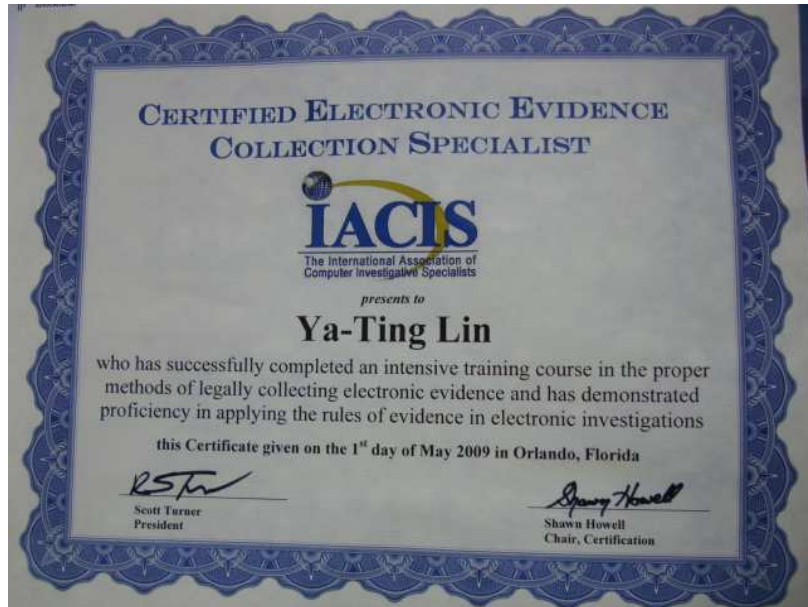 CERTIFIED ELECTRONIC EVIDENCE
COLLECTION SPECIALIST
IACIS
The International Association of
Computer Investigative Specialists
presents to
Ya-Ting Lin
who has successfully completed an intensive training course in the proper
methods of legally collecting electronic evidence and has demonstrated
proficiency in applying the rules of evidence in electronic investigations
this Certificate given on the 1st day of May 2009 in Orlando, Florida
Scott Turner
President
Shawn Howell
Shawn Howell
Chair, Certification